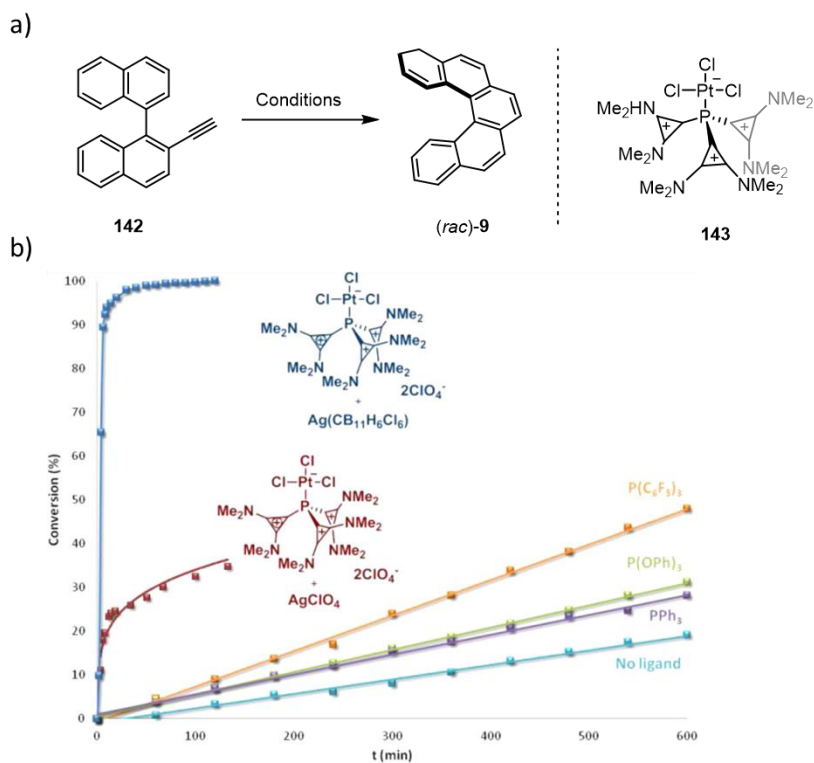 a)
142
Conditions
(rac)-9
Cl
Cl-Pt-Cl
–
P
Me2HN
Me2N
+
+
+
NMe2
NMe2
Me2N
NMe2
143
b)
Conversion (%)
100
90
80
70
60
50
40
30
20
10
0
Cl
Cl-Pt-Cl
–
P
Me2N
NMe2
NMe2
NMe2
NMe2
Me2N
2ClO4-
+
Ag(CB11H6Cl6)
Cl
Cl-Pt-Cl
–
P
Me2N
NMe2
NMe2
Me2N
NMe2
Me2N
2ClO4-
+
AgClO4
P(C6F5)3
P(OPh)3
PPh3
No ligand
0 100 200 300 400 500 600
t (min)